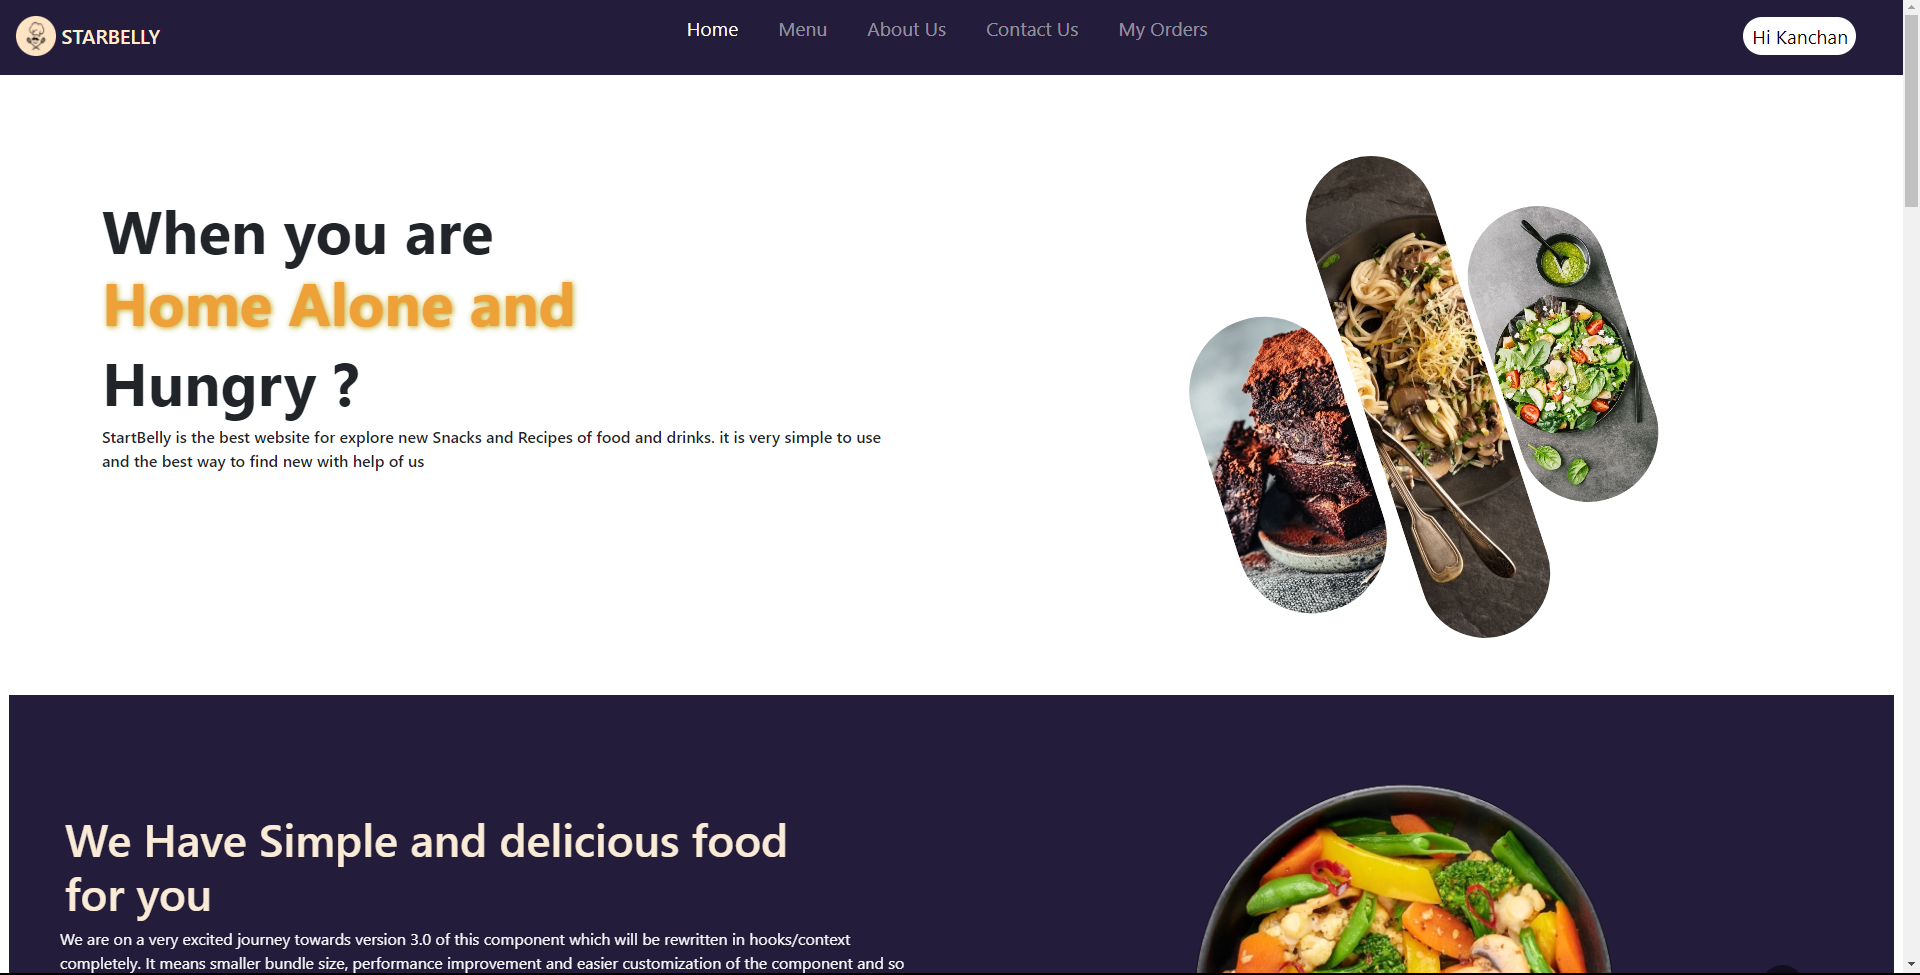 STARBELLY
Home
Menu
About Us
Contact Us
My Orders
Hi Kanchan
When you are
Home Alone and
Hungry ?
StartBelly is the best website for explore new Snacks and Recipes of food and drinks. it is very simple to use
and the best way to find new with help of us
We Have Simple and delicious food
for you
We are on a very excited journey towards version 3.0 of this component which will be rewritten in hooks/context
completely. It means smaller bundle size, performance improvement and easier customization of the component and so